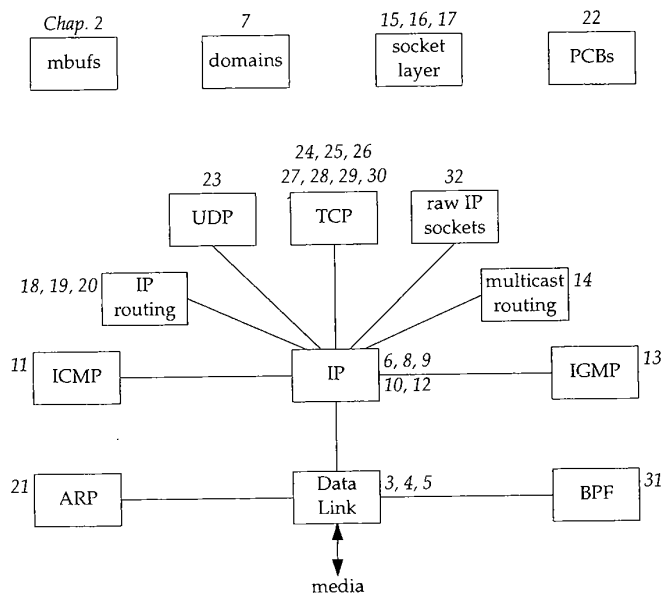 Chap. 2
7
15, 16, 17
22
mbufs
domains
socket
layer
PCBs
24, 25, 26
23
27, 28, 29, 30
32
UDP
TCP
raw IP
sockets
18, 19, 20
IP
routing
multicast
routing
14
11
ICMP
IP
6, 8, 9
10, 12
IGMP
13
21
ARP
Data
Link
3, 4, 5
BPF
31
media